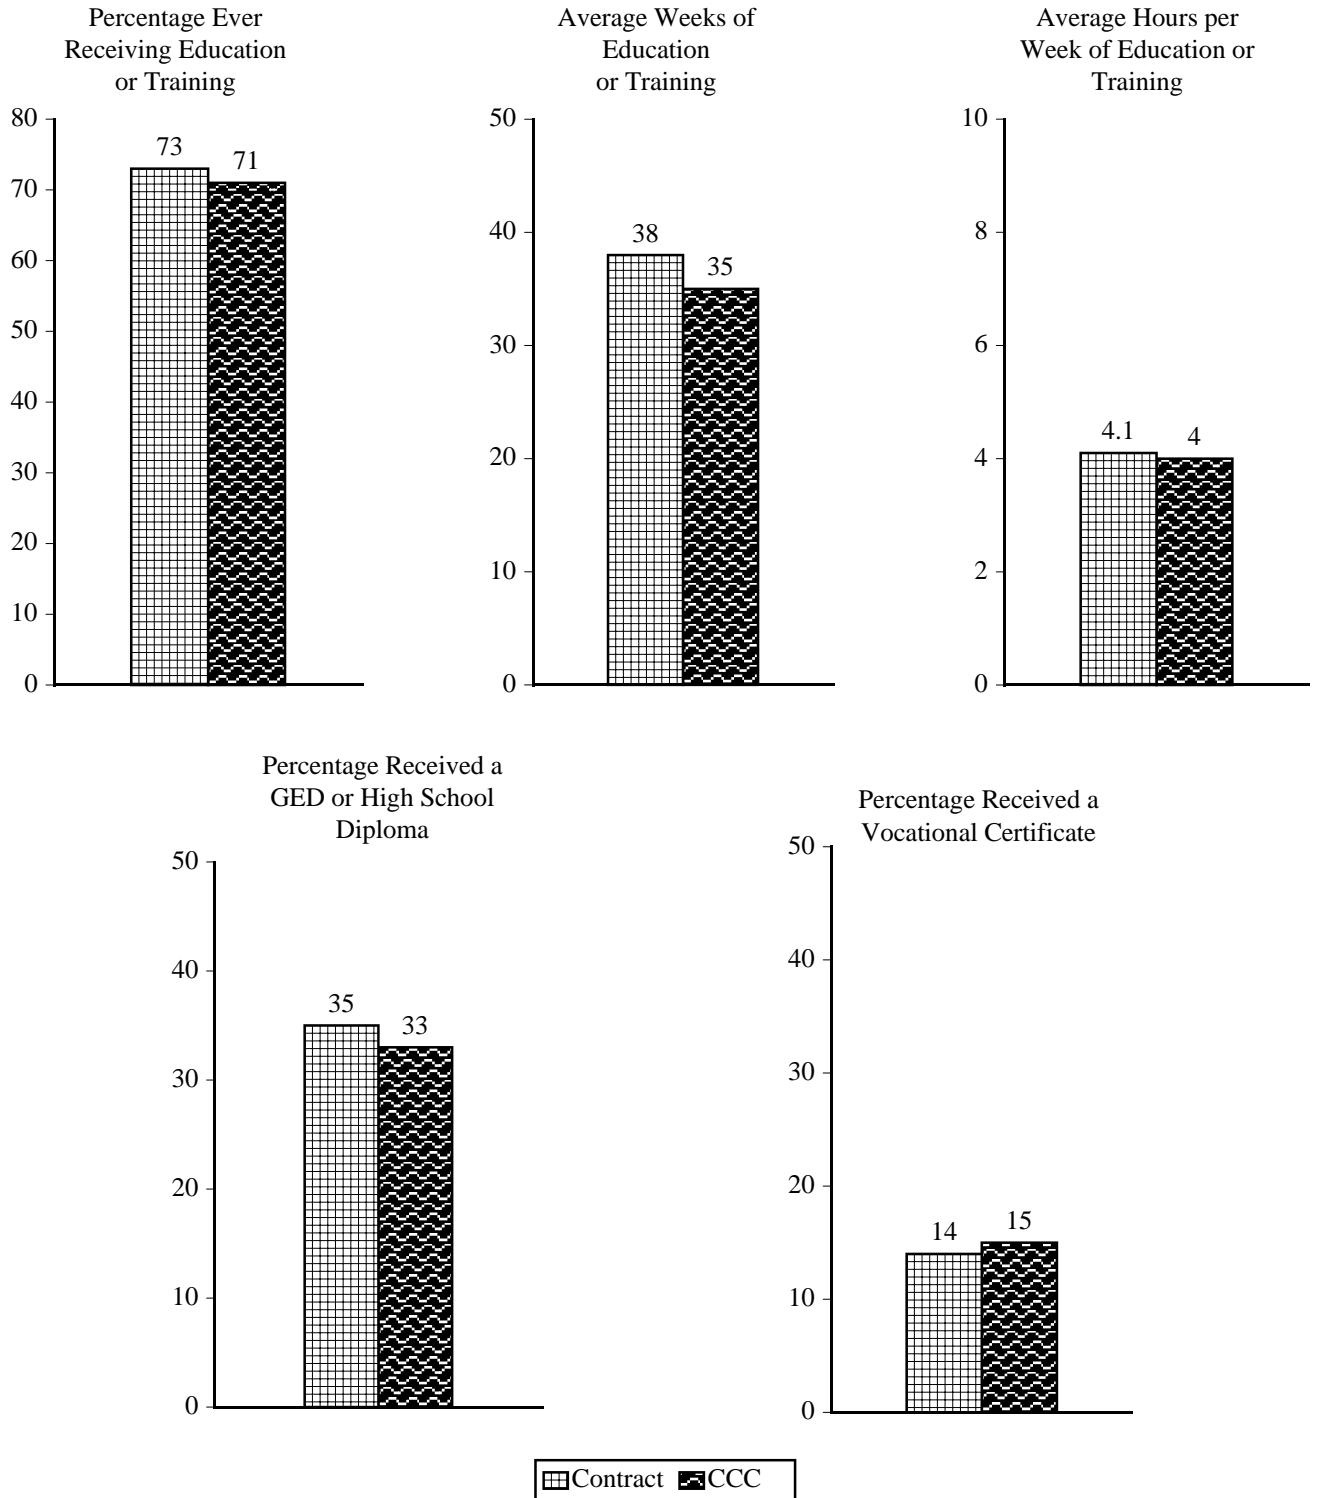 Percentage Ever
Receiving Education
or Training
80
70
60
50
40
30
20
10
0
73
71
Average Weeks of
Education
or Training
50
40
30
20
10
0
38
35
Average Hours per
Week of Education or
Training
10
8
6
4
2
0
4.1
4
Percentage Received a
GED or High School
Diploma
50
40
30
20
10
0
35
33
Percentage Received a
Vocational Certificate
50
40
30
20
10
0
14
15
Contract CCC